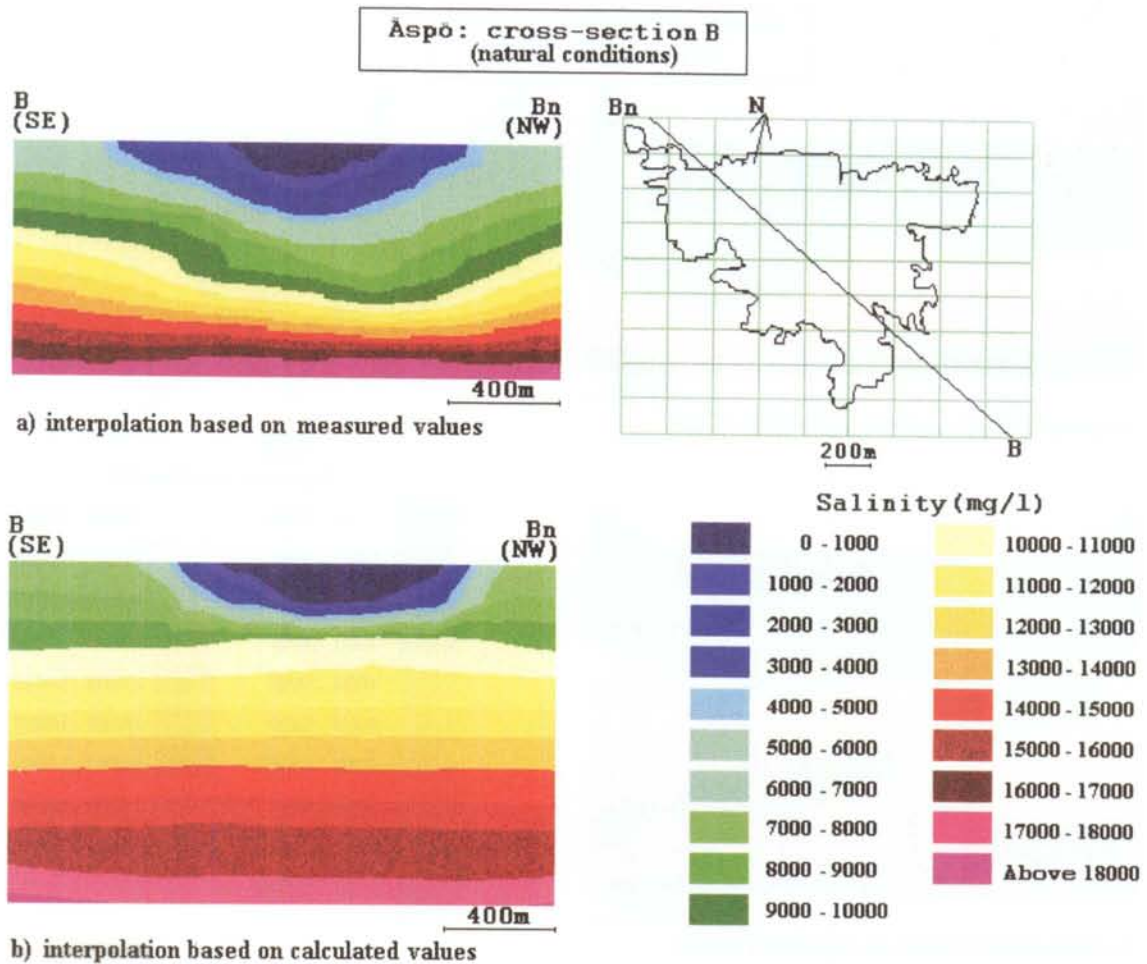 Äspö: cross-section B
(natural conditions)
B
(SE)
Bn
(NW)
400m
a) interpolation based on measured values
Bn
N
B
200m
B
(SE)
Bn
(NW)
400m
b) interpolation based on calculated values
Salinity(mg/l)
0 - 1000
1000 - 2000
2000 - 3000
3000 - 4000
4000 - 5000
5000 - 6000
6000 - 7000
7000 - 8000
8000 - 9000
9000 - 10000
10000 - 11000
11000 - 12000
12000 - 13000
13000 - 14000
14000 - 15000
15000 - 16000
16000 - 17000
17000 - 18000
Above 18000